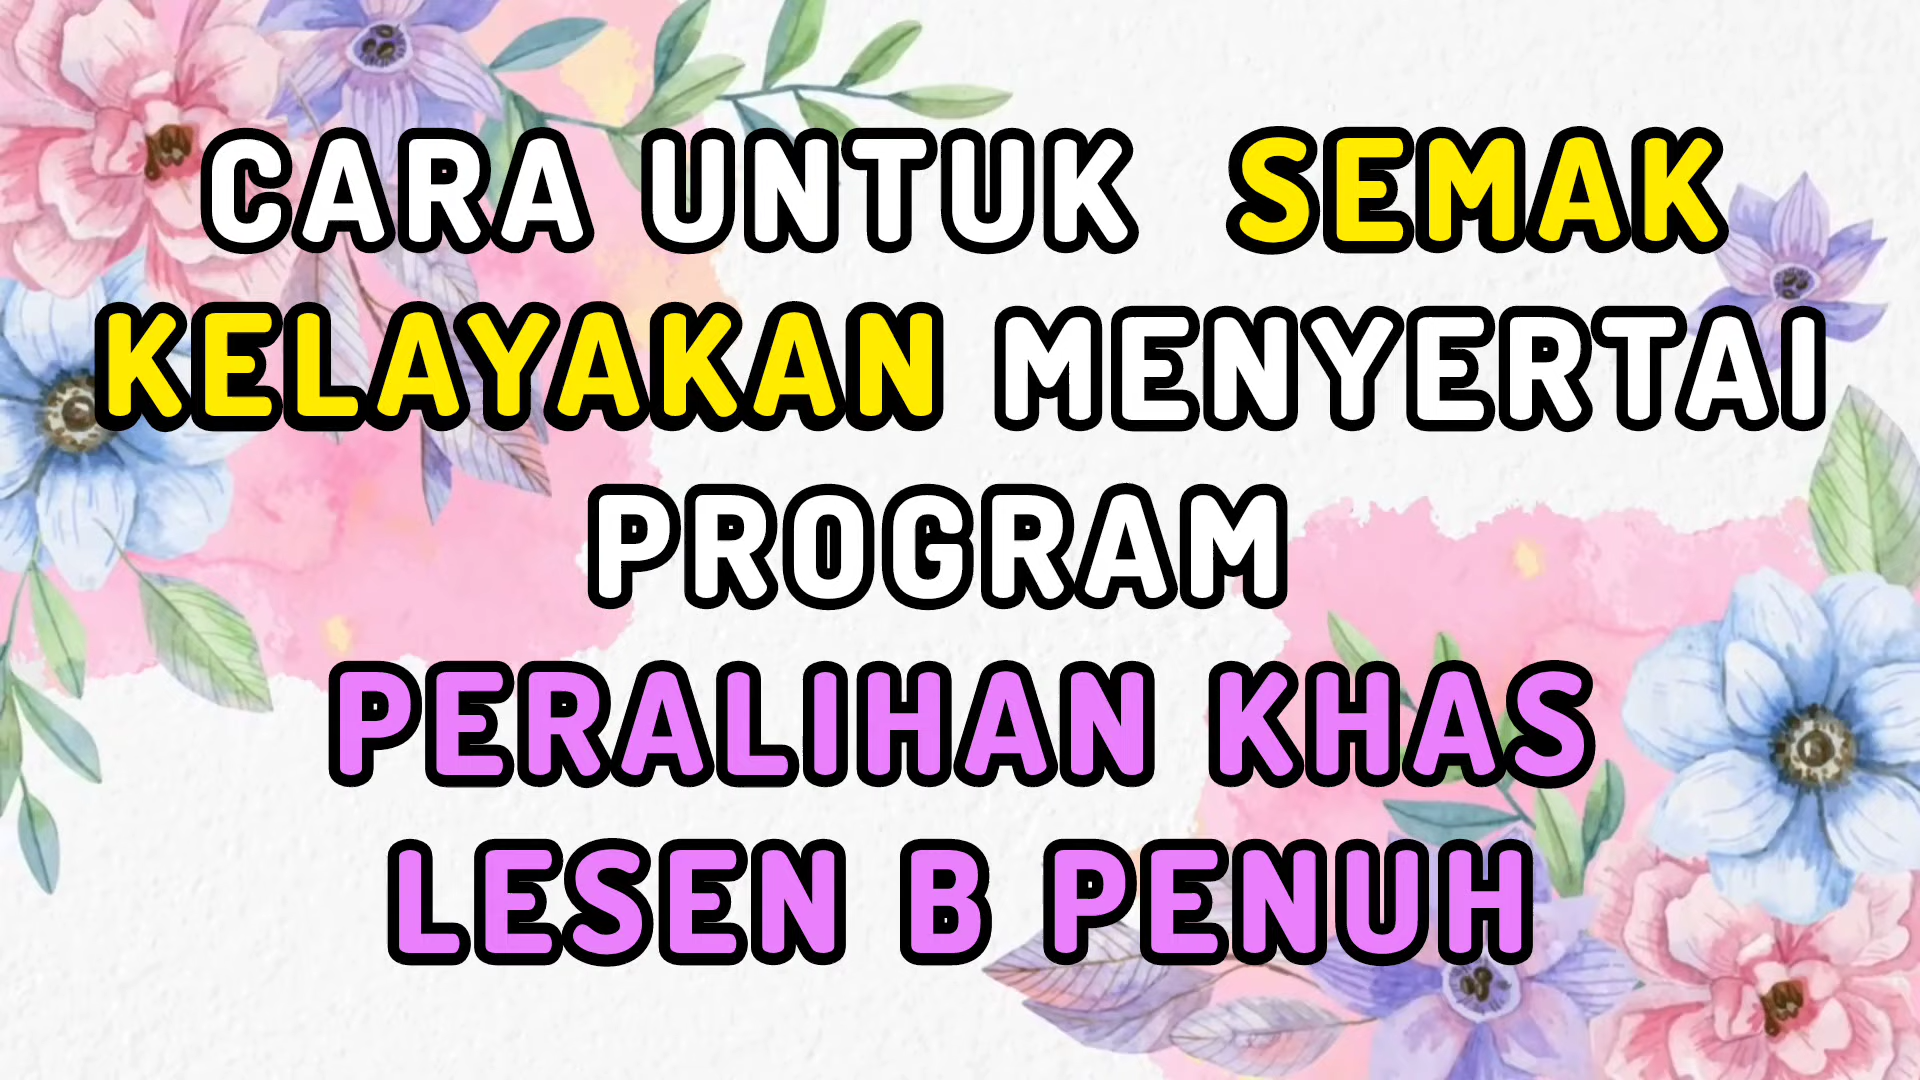 CARA UNTUK SEMAK
KELAYAKAN MENYERTAI
PROGRAM
PERALIHAN KHAS
LESEN B PENUH